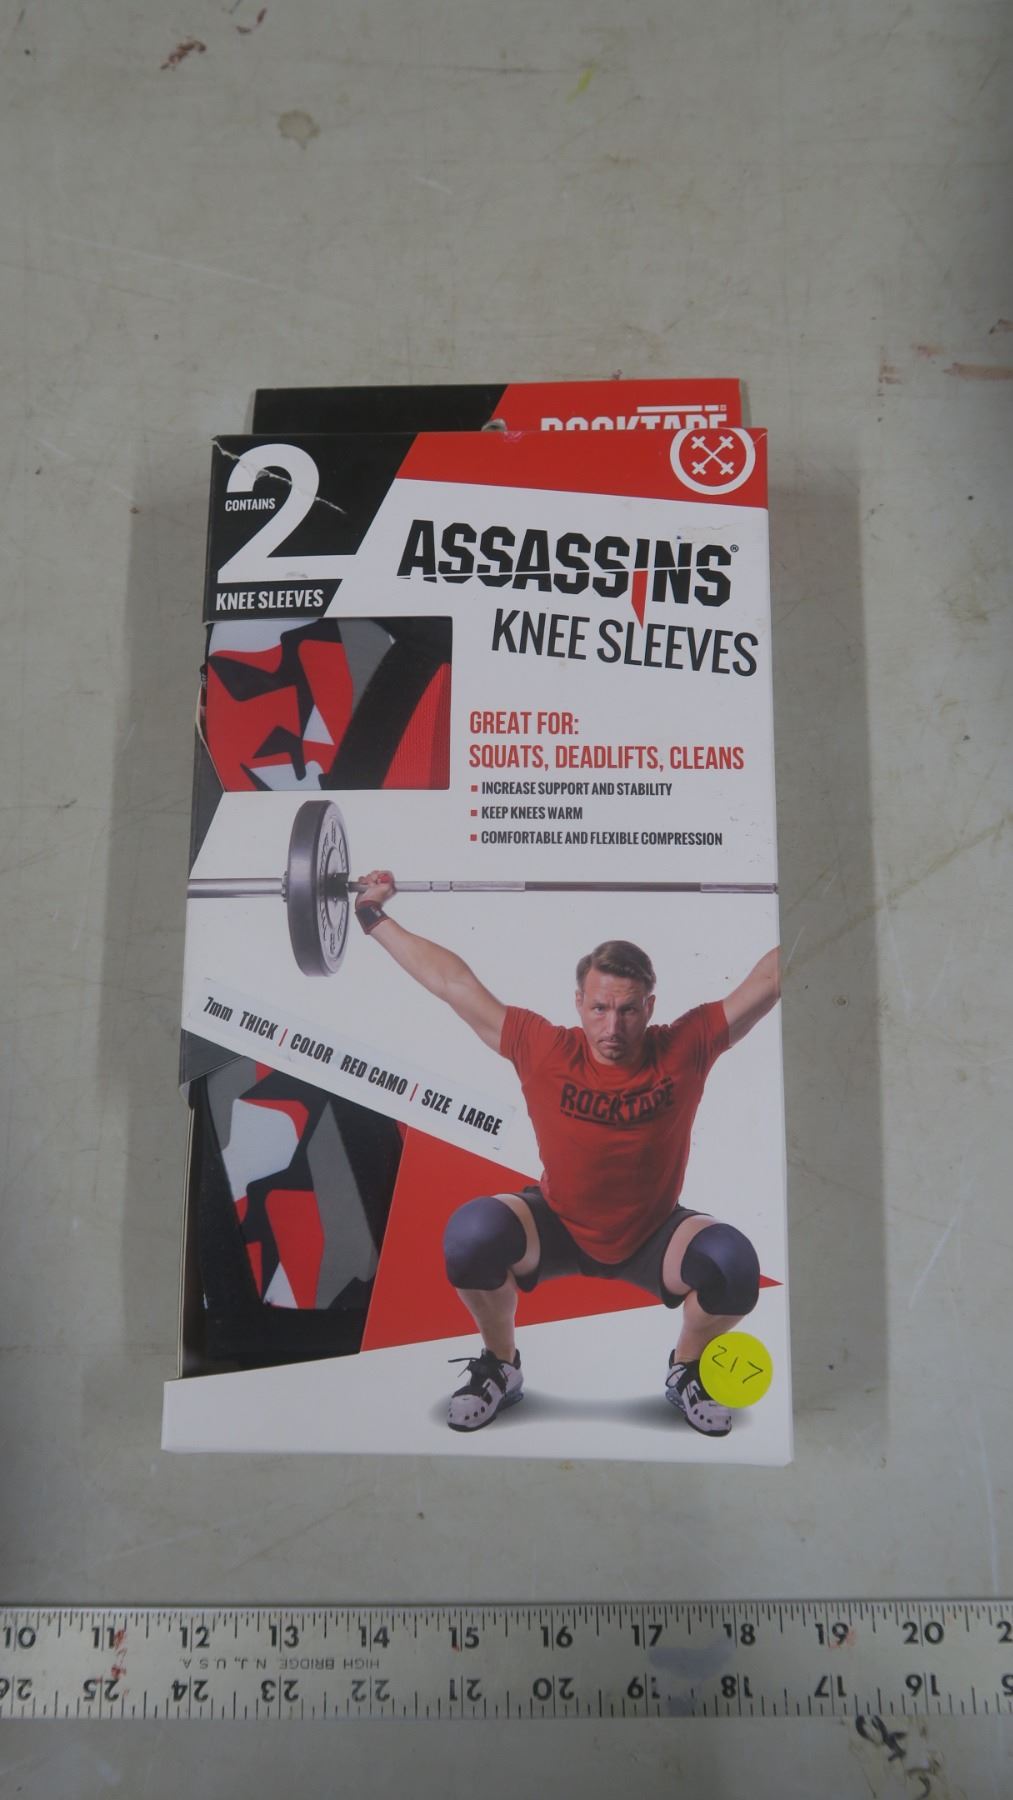 ROCKTAPE
2
CONTAINS
KNEE SLEEVES
ASSASSINS®
KNEE SLEEVES
GREAT FOR:
SQUATS, DEADLIFTS, CLEANS
▪ INCREASE SUPPORT AND STABILITY
▪ KEEP KNEES WARM
▪ COMFORTABLE AND FLEXIBLE COMPRESSION
7mm THICK | COLOR RED CAMO | SIZE LARGE
ROCKTAPE
217
10 11 12 13 14 15 16 17 18 19 20 2
HIGH BRIDGE N.J., U.S.A.
26 25 24 23 22 21 20 19 18 17 16